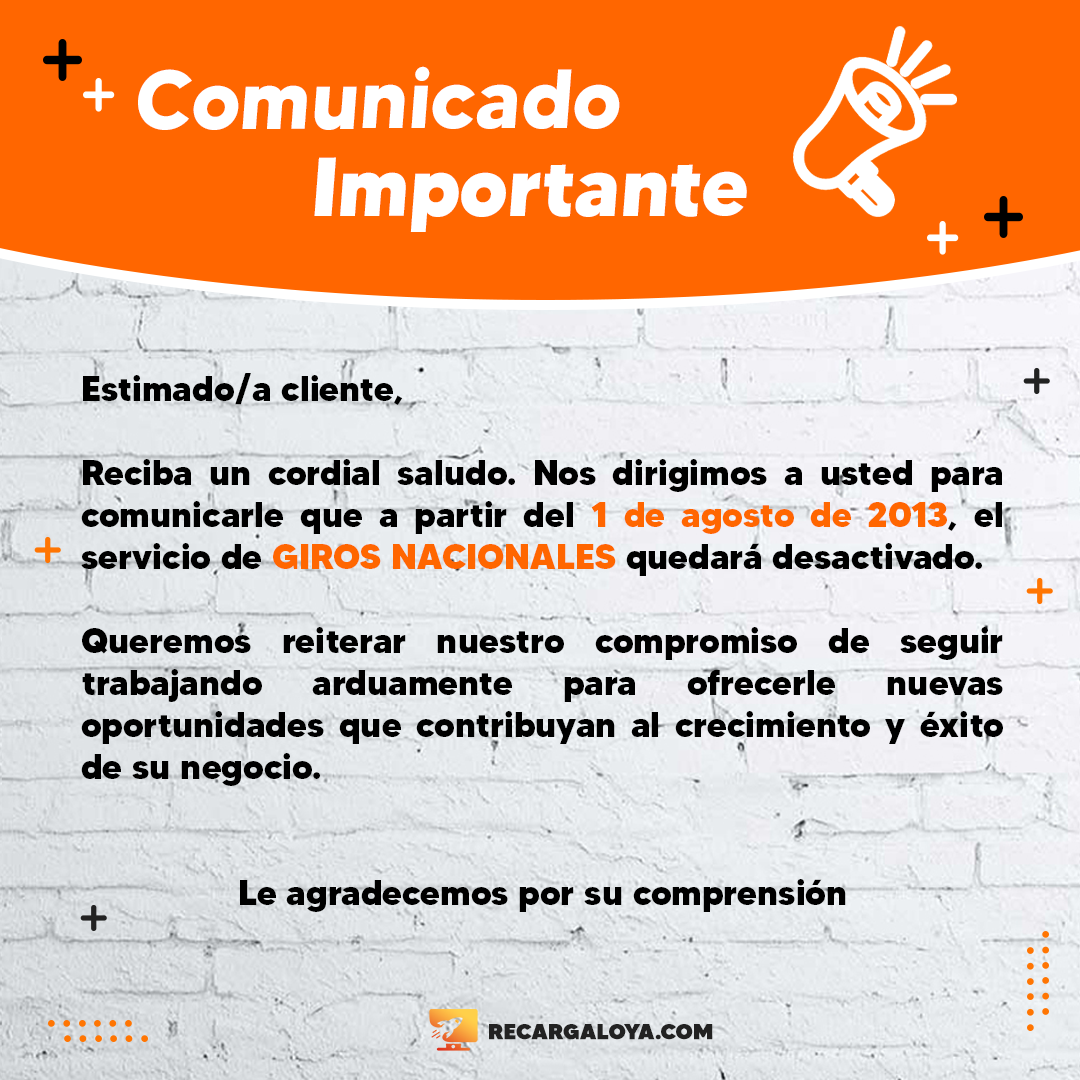 Comunicado
Importante
Estimado/a cliente,
Reciba un cordial saludo. Nos dirigimos a usted para
comunicarle que a partir del 1 de agosto de 2013, el
servicio de GIROS NACIONALES quedará desactivado.
Queremos reiterar nuestro compromiso de seguir
trabajando arduamente para ofrecerle nuevas
oportunidades que contribuyan al crecimiento y éxito
de su negocio.
Le agradecemos por su comprensión
RECARGALOYA.COM